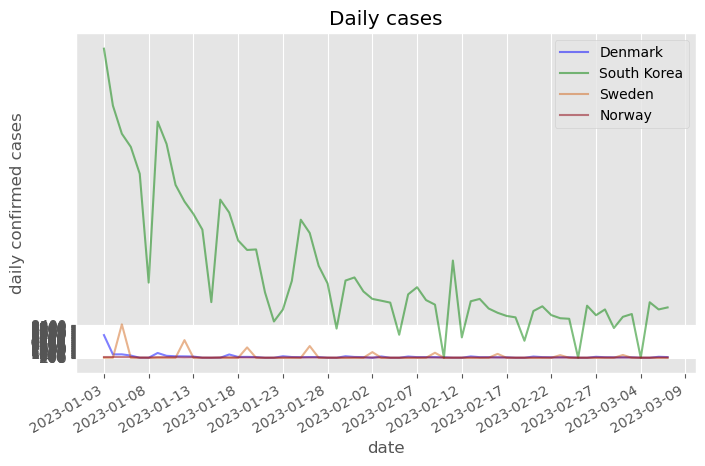 Daily cases
Denmark
South Korea
Sweden
Norway
daily confirmed cases
2023-01-03
2023-01-08
2023-01-13
2023-01-18
2023-01-23
2023-01-28
2023-02-02
2023-02-07
2023-02-12
2023-02-17
2023-02-22
2023-02-27
2023-03-04
2023-03-09
date